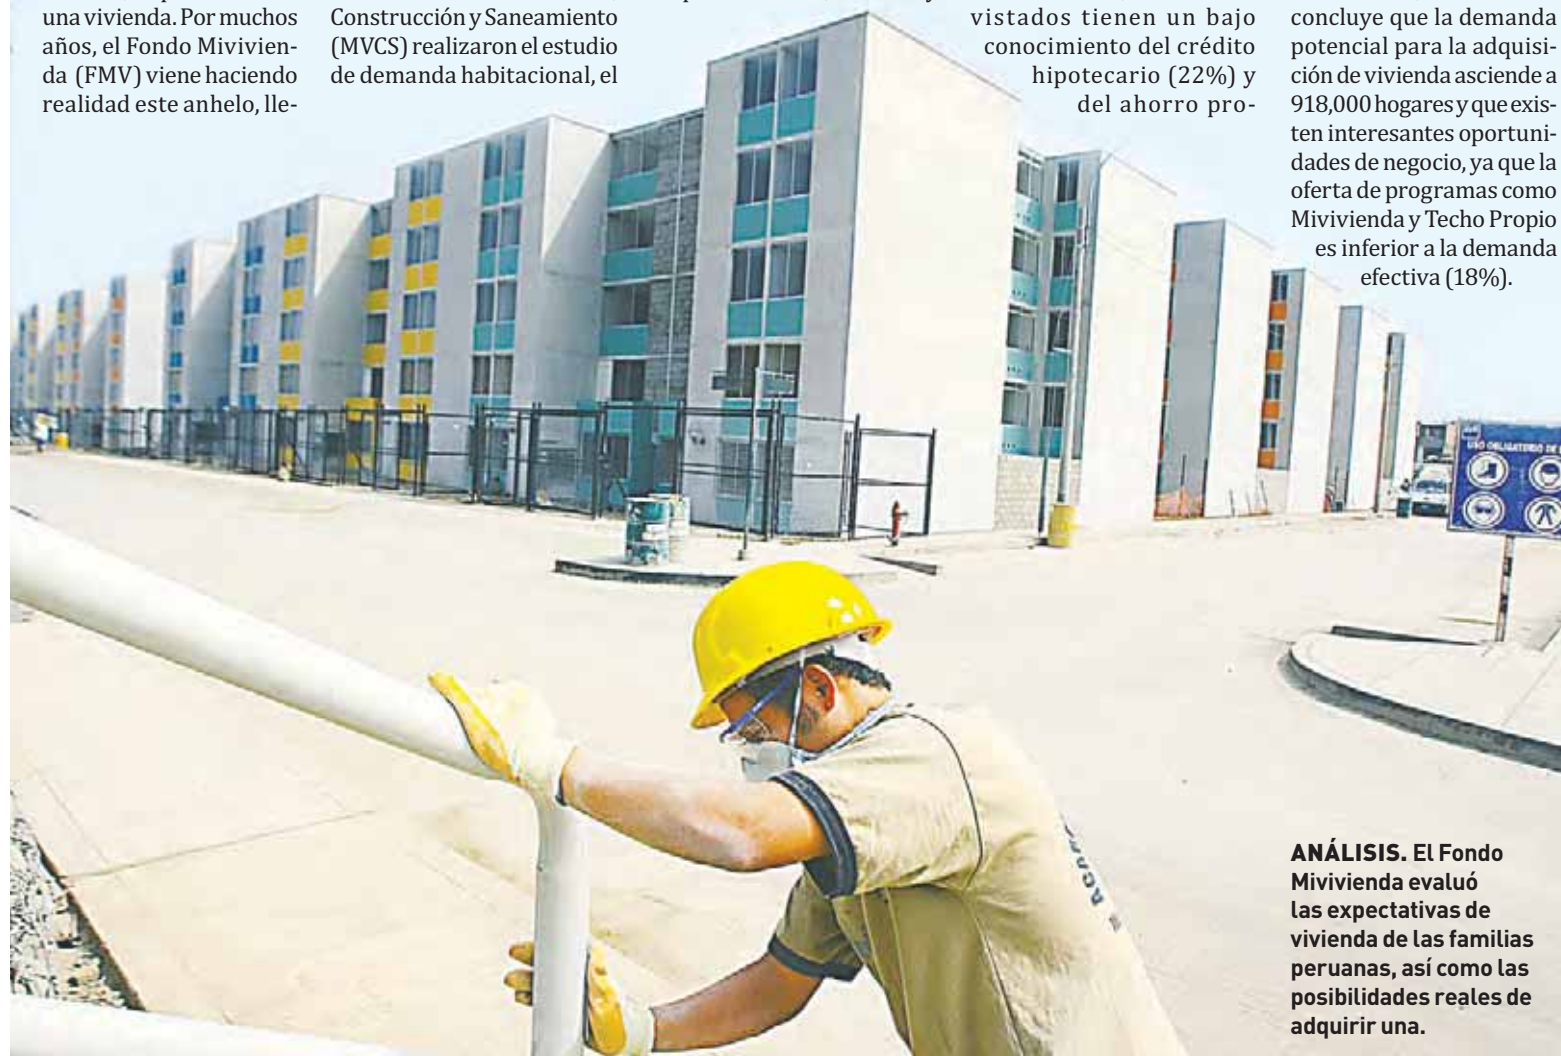 una vivienda. Por muchos
años, el Fondo Mivivien-
da (FMV) viene haciendo
realidad este anhelo, lle-
Construcción y Saneamiento
(MVCS) realizaron el estudio
de demanda habitacional, el
vistados tienen un bajo
conocimiento del crédito
hipotecario (22%) y
del ahorro pro-
concluye que la demanda
potencial para la adquisi-
ción de vivienda asciende a
918,000 hogares y que exis-
ten interesantes oportuni-
dades de negocio, ya que la
oferta de programas como
Mivivienda y Techo Propio
es inferior a la demanda
efectiva (18%).
USO OBLIGATORIO DE
ANÁLISIS. El Fondo
Mivivienda evaluó
las expectativas de
vivienda de las familias
peruanas, así como las
posibilidades reales de
adquirir una.